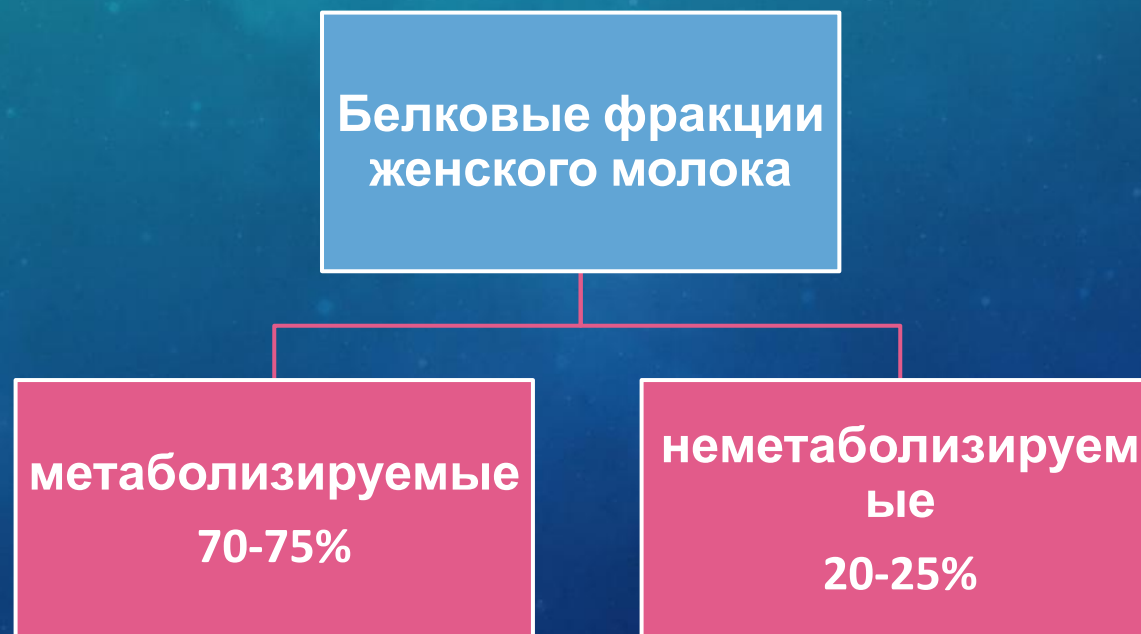 Белковые фракции
женского молока
метаболизируемые
70-75%
неметаболизируем
ые
20-25%